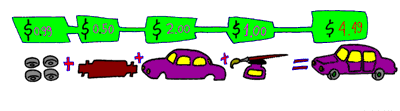 $0.99 $0.50 $2.00 $1.00 $4.49
+ + + =